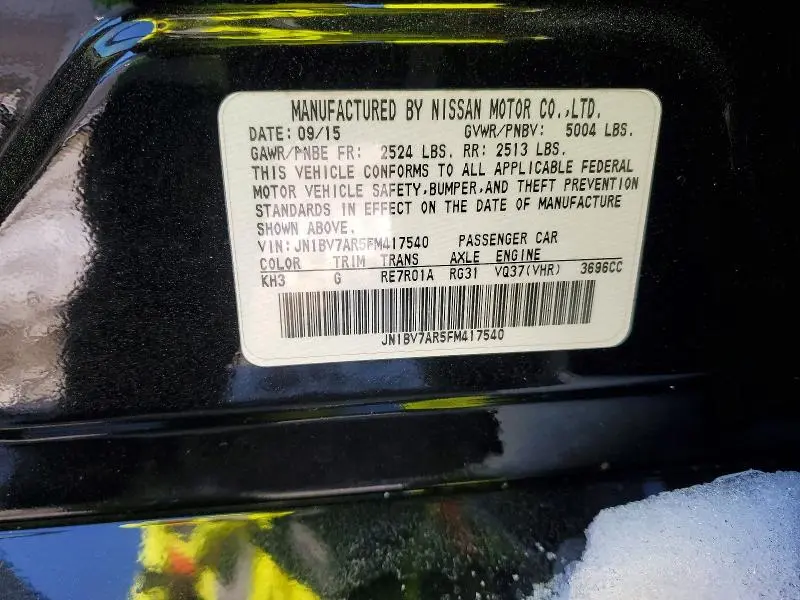 MANUFACTURED BY NISSAN MOTOR CO.,LTD.
DATE: 09/15 GVWR/PNBV: 5004 LBS.
GAWR/PNBE FR: 2524 LBS. RR: 2513 LBS.
THIS VEHICLE CONFORMS TO ALL APPLICABLE FEDERAL
MOTOR VEHICLE SAFETY,BUMPER,AND THEFT PREVENTION
STANDARDS IN EFFECT ON THE DATE OF MANUFACTURE
SHOWN ABOVE.
VIN: JN1BV7AR5FM417540 PASSENGER CAR
COLOR TRIM TRANS AXLE ENGINE
KH3 G RE7R01A RG31 VQ37(VHR) 3696CC
JN1BV7AR5FM417540